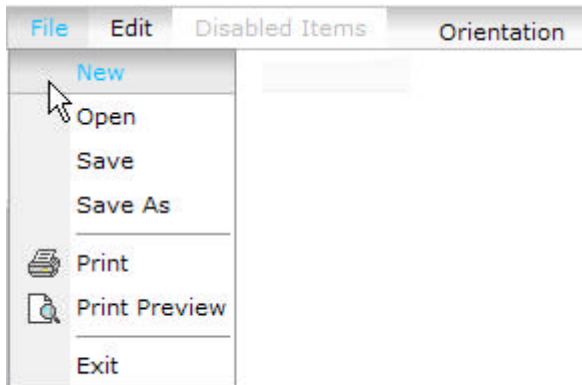 File Edit Disabled Items Orientation
New
Open
Save
Save As
Print
Print Preview
Exit